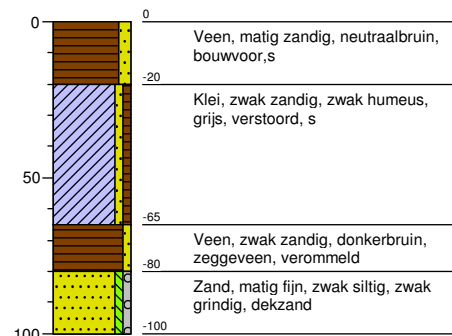 0
0
Veen, matig zandig, neutraalbruin,
bouwvoor,s
-20
Klei, zwak zandig, zwak humeus,
grijs, verstoord, s
50
-65
Veen, zwak zandig, donkerbruin,
zeggeveen, verommeld
-80
Zand, matig fijn, zwak siltig, zwak
grindig, dekzand
100
-100